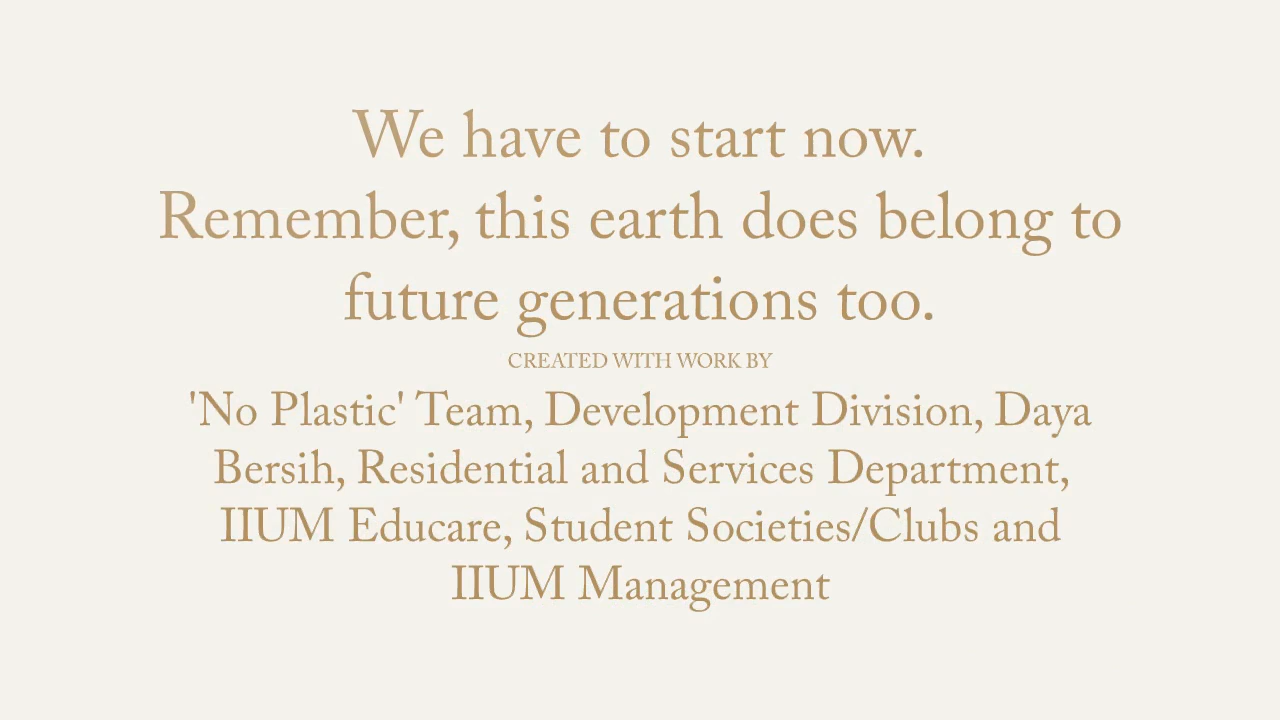 We have to start now.
Remember, this earth does belong to
future generations too.
CREATED WITH WORK BY
'No Plastic' Team, Development Division, Daya
Bersih, Residential and Services Department,
IIUM Educare, Student Societies/Clubs and
IIUM Management